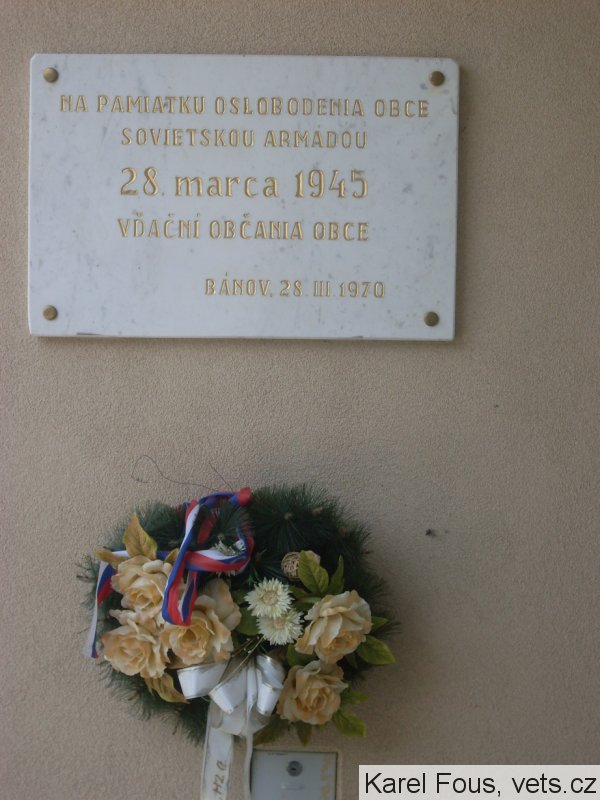 NA PAMIATKU OSLOBODENIA OBCE
SOVIETSKOU ARMÁDOU
28. marca 1945
VĎAČNÍ OBČANIA OBCE
BÁNOV, 28. III. 1970
Karel Fous, vets.cz